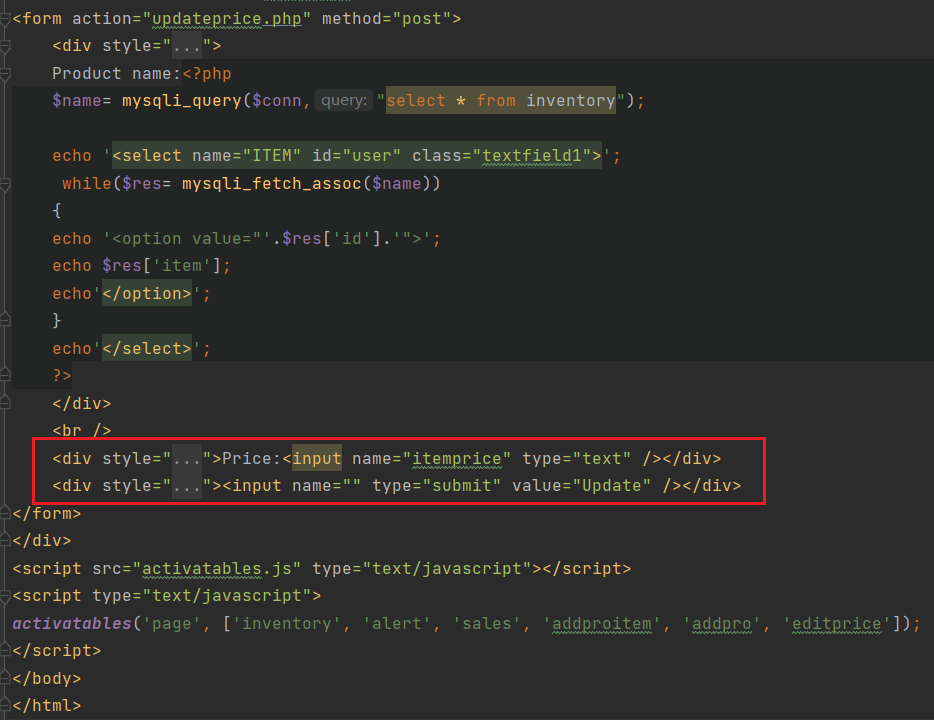 <form action="updateprice.php" method="post">
<div style="...">
Product name:<?php
$name= mysqli_query($conn, query: "select * from inventory");
echo '<select name="ITEM" id="user" class="textfield1">';
while($res= mysqli_fetch_assoc($name))
{
echo '<option value="'.$res['id'].'">';
echo $res['item'];
echo'</option>';
}
echo'</select>';
?>
</div>
<br />
<div style="...">Price:<input name="itemprice" type="text" /></div>
<div style="..."><input name="" type="submit" value="Update" /></div>
</form>
</div>
<script src="activatables.js" type="text/javascript"></script>
<script type="text/javascript">
activatables('page', ['inventory', 'alert', 'sales', 'addproitem', 'addpro', 'editprice']);
</script>
</body>
</html>